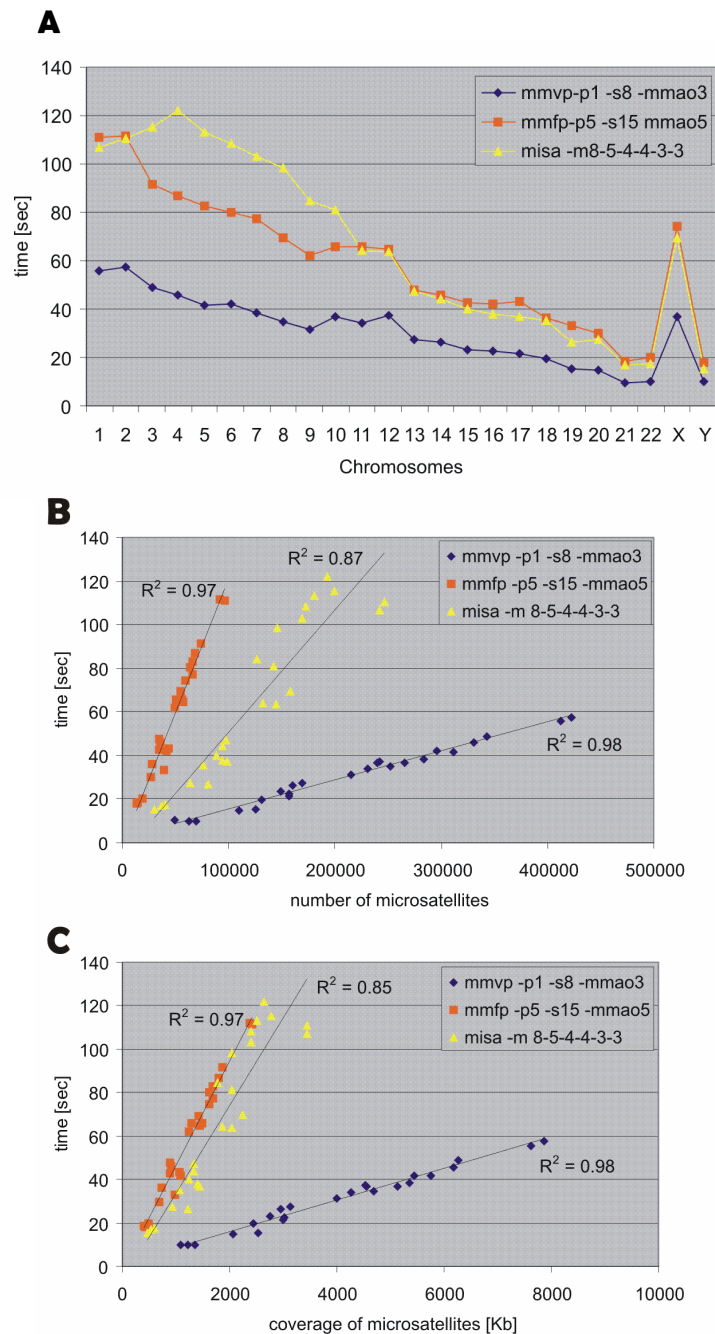 A
140
120
100
80
60
40
20
0
time [sec]
mmvp-p1 -s8 -mmao3
mmfp-p5 -s15 mmao5
misa -m8-5-4-4-3-3
1 2 3 4 5 6 7 8 9 10 11 12 13 14 15 16 17 18 19 20 21 22 X Y
Chromosomes
B
140
120
100
80
60
40
20
0
time [sec]
R² = 0.97
R² = 0.87
mmvp -p1 -s8 -mmao3
mmfp -p5 -s15 -mmao5
misa -m 8-5-4-4-3-3
R² = 0.98
0 100000 200000 300000 400000 500000
number of microsatellites
C
140
120
100
80
60
40
20
0
time [sec]
R² = 0.97
R² = 0.85
mmvp -p1 -s8 -mmao3
mmfp -p5 -s15 -mmao5
misa -m 8-5-4-4-3-3
R² = 0.98
0 2000 4000 6000 8000 10000
coverage of microsatellites [Kb]